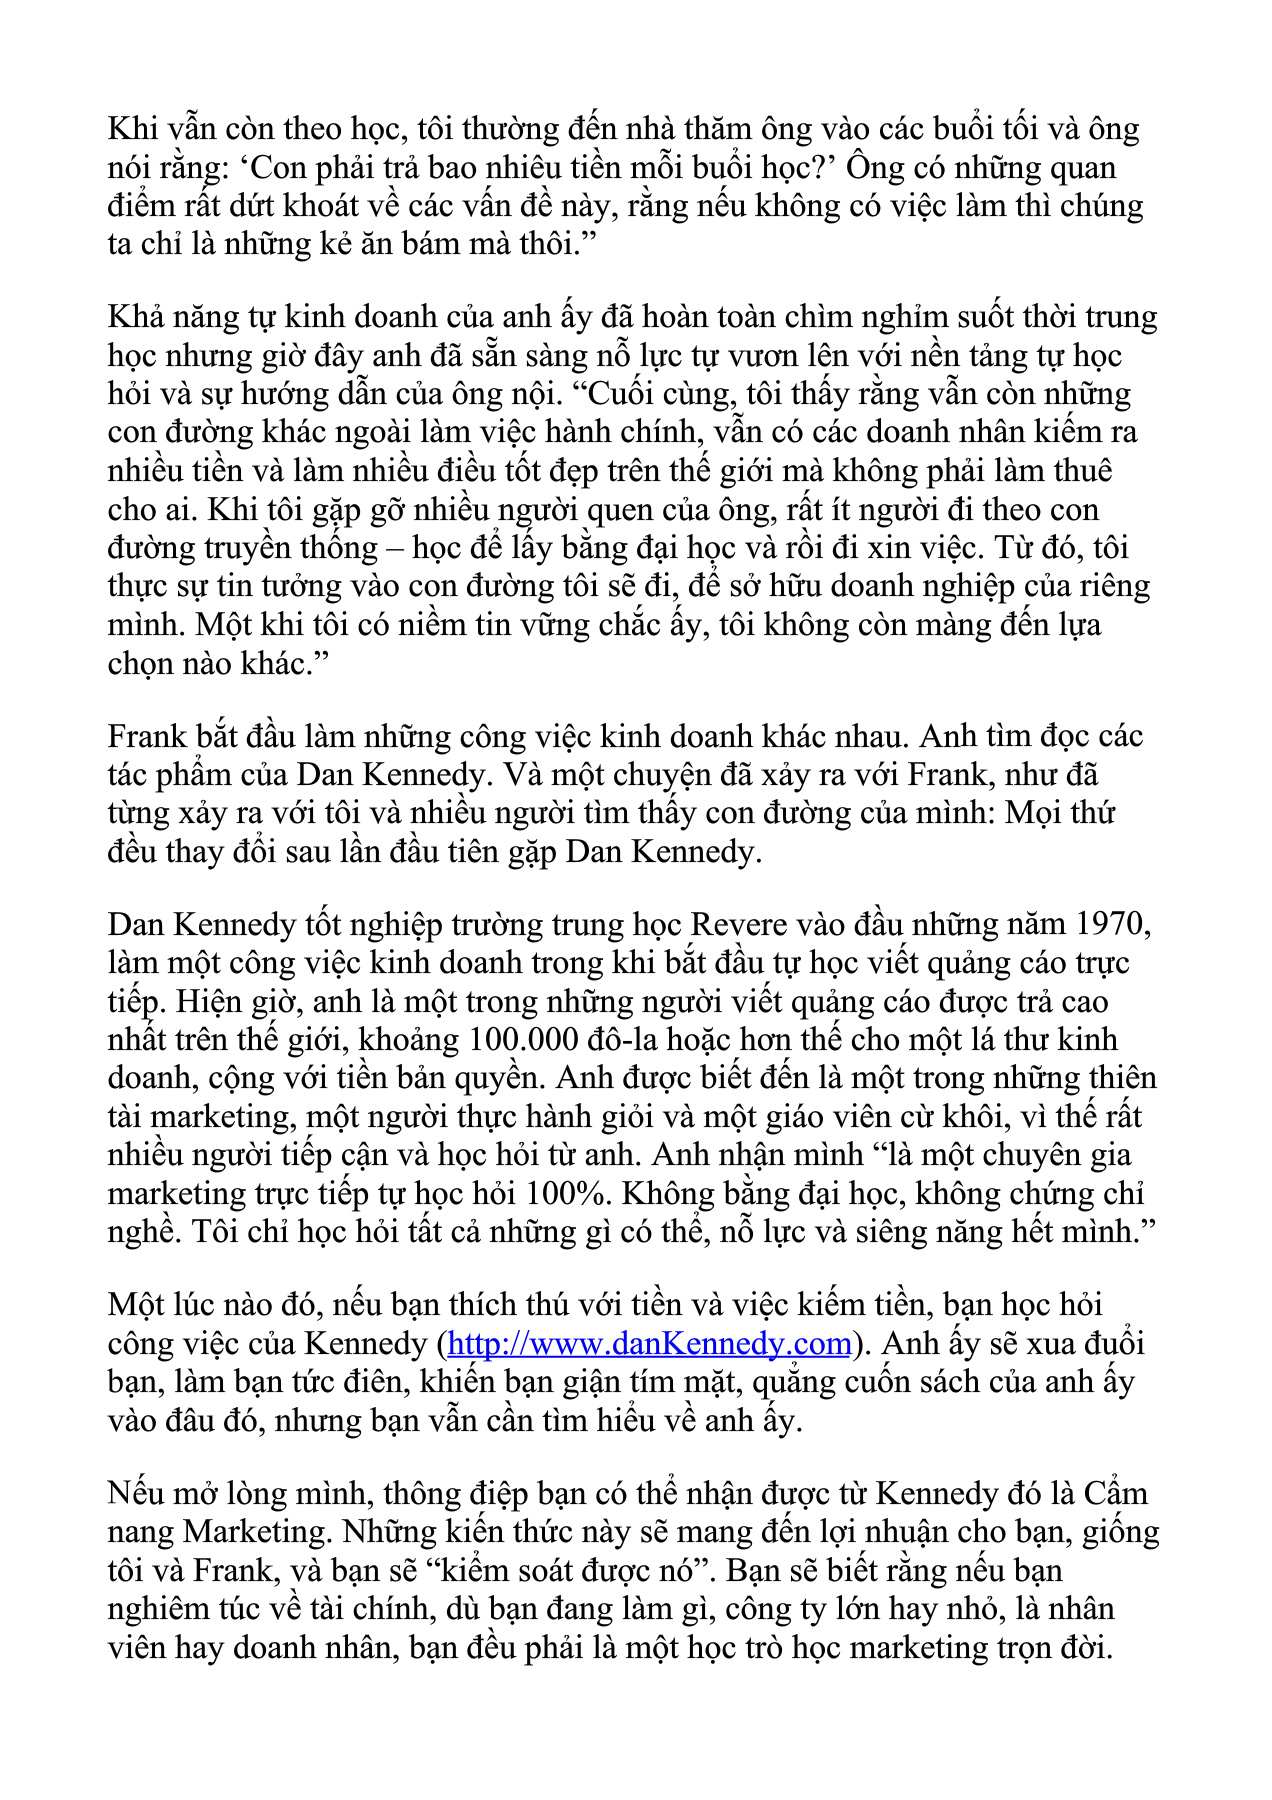 Khi vẫn còn theo học, tôi thường đến nhà thăm ông vào các buổi tối và ông
nói rằng: ‘Con phải trả bao nhiêu tiền mỗi buổi học?’ Ông có những quan
điểm rất dứt khoát về các vấn đề này, rằng nếu không có việc làm thì chúng
ta chỉ là những kẻ ăn bám mà thôi.”
Khả năng tự kinh doanh của anh ấy đã hoàn toàn chìm nghỉm suốt thời trung
học nhưng giờ đây anh đã sẵn sàng nỗ lực tự vươn lên với nền tảng tự học
hỏi và sự hướng dẫn của ông nội. “Cuối cùng, tôi thấy rằng vẫn còn những
con đường khác ngoài làm việc hành chính, vẫn có các doanh nhân kiếm ra
nhiều tiền và làm nhiều điều tốt đẹp trên thế giới mà không phải làm thuê
cho ai. Khi tôi gặp gỡ nhiều người quen của ông, rất ít người đi theo con
đường truyền thống – học để lấy bằng đại học và rồi đi xin việc. Từ đó, tôi
thực sự tin tưởng vào con đường tôi sẽ đi, để sở hữu doanh nghiệp của riêng
mình. Một khi tôi có niềm tin vững chắc ấy, tôi không còn màng đến lựa
chọn nào khác.”
Frank bắt đầu làm những công việc kinh doanh khác nhau. Anh tìm đọc các
tác phẩm của Dan Kennedy. Và một chuyện đã xảy ra với Frank, như đã
từng xảy ra với tôi và nhiều người tìm thấy con đường của mình: Mọi thứ
đều thay đổi sau lần đầu tiên gặp Dan Kennedy.
Dan Kennedy tốt nghiệp trường trung học Revere vào đầu những năm 1970,
làm một công việc kinh doanh trong khi bắt đầu tự học viết quảng cáo trực
tiếp. Hiện giờ, anh là một trong những người viết quảng cáo được trả cao
nhất trên thế giới, khoảng 100.000 đô-la hoặc hơn thế cho một lá thư kinh
doanh, cộng với tiền bản quyền. Anh được biết đến là một trong những thiên
tài marketing, một người thực hành giỏi và một giáo viên cừ khôi, vì thế rất
nhiều người tiếp cận và học hỏi từ anh. Anh nhận mình “là một chuyên gia
marketing trực tiếp tự học hỏi 100%. Không bằng đại học, không chứng chỉ
nghề. Tôi chỉ học hỏi tất cả những gì có thể, nỗ lực và siêng năng hết mình.”
Một lúc nào đó, nếu bạn thích thú với tiền và việc kiếm tiền, bạn học hỏi
công việc của Kennedy (http://www.danKennedy.com). Anh ấy sẽ xua đuổi
bạn, làm bạn tức điên, khiến bạn giận tím mặt, quẳng cuốn sách của anh ấy
vào đâu đó, nhưng bạn vẫn cần tìm hiểu về anh ấy.
Nếu mở lòng mình, thông điệp bạn có thể nhận được từ Kennedy đó là Cẩm
nang Marketing. Những kiến thức này sẽ mang đến lợi nhuận cho bạn, giống
tôi và Frank, và bạn sẽ “kiểm soát được nó”. Bạn sẽ biết rằng nếu bạn
nghiêm túc về tài chính, dù bạn đang làm gì, công ty lớn hay nhỏ, là nhân
viên hay doanh nhân, bạn đều phải là một học trò học marketing trọn đời.